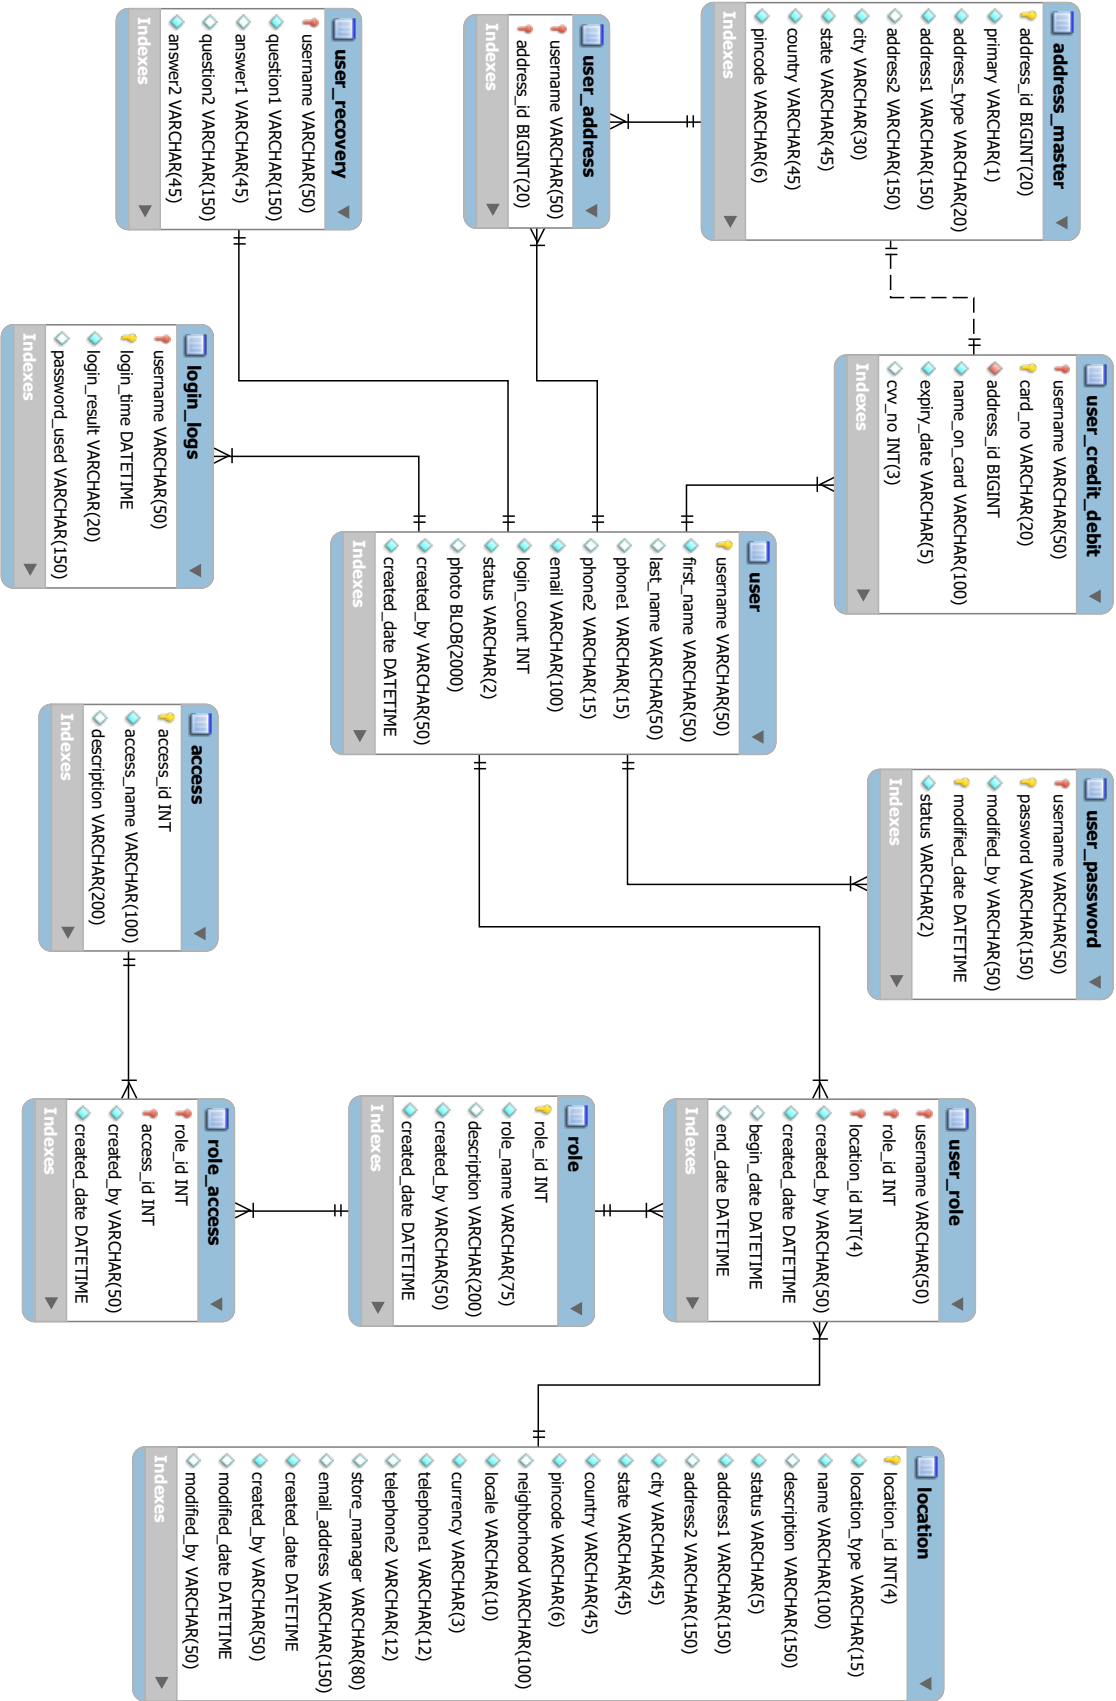 address_master
address_id BIGINT(20)
primary VARCHAR(1)
address_type VARCHAR(20)
address1 VARCHAR(150)
address2 VARCHAR(150)
city VARCHAR(30)
state VARCHAR(45)
country VARCHAR(45)
pincode VARCHAR(6)
Indexes
user_address
username VARCHAR(50)
address_id BIGINT(20)
Indexes
user_recovery
username VARCHAR(50)
question1 VARCHAR(150)
answer1 VARCHAR(45)
question2 VARCHAR(150)
answer2 VARCHAR(45)
Indexes
user_credit_debit
username VARCHAR(50)
card_no VARCHAR(20)
address_id BIGINT
name_on_card VARCHAR(100)
expiry_date VARCHAR(5)
cvv_no INT(3)
Indexes
login_logs
username VARCHAR(50)
login_time DATETIME
login_result VARCHAR(20)
password_used VARCHAR(150)
Indexes
user
username VARCHAR(50)
first_name VARCHAR(50)
last_name VARCHAR(50)
phone1 VARCHAR(15)
phone2 VARCHAR(15)
email VARCHAR(100)
login_count INT
status VARCHAR(2)
photo BLOB(2000)
created_by VARCHAR(50)
created_date DATETIME
Indexes
user_password
username VARCHAR(50)
password VARCHAR(150)
modified_by VARCHAR(50)
modified_date DATETIME
status VARCHAR(2)
Indexes
access
access_id INT
access_name VARCHAR(100)
description VARCHAR(200)
Indexes
user_role
username VARCHAR(50)
role_id INT
location_id INT(4)
created_by VARCHAR(50)
created_date DATETIME
begin_date DATETIME
end_date DATETIME
Indexes
role
role_id INT
role_name VARCHAR(75)
description VARCHAR(200)
created_by VARCHAR(50)
created_date DATETIME
Indexes
role_access
role_id INT
access_id INT
created_by VARCHAR(50)
created_date DATETIME
Indexes
location
location_id INT(4)
location_type VARCHAR(15)
name VARCHAR(100)
description VARCHAR(150)
status VARCHAR(5)
address1 VARCHAR(150)
address2 VARCHAR(150)
city VARCHAR(45)
state VARCHAR(45)
country VARCHAR(45)
pincode VARCHAR(6)
neighborhood VARCHAR(100)
locale VARCHAR(10)
currency VARCHAR(3)
telephone1 VARCHAR(12)
telephone2 VARCHAR(12)
store_manager VARCHAR(80)
email_address VARCHAR(150)
created_date DATETIME
created_by VARCHAR(50)
modified_date DATETIME
modified_by VARCHAR(50)
Indexes